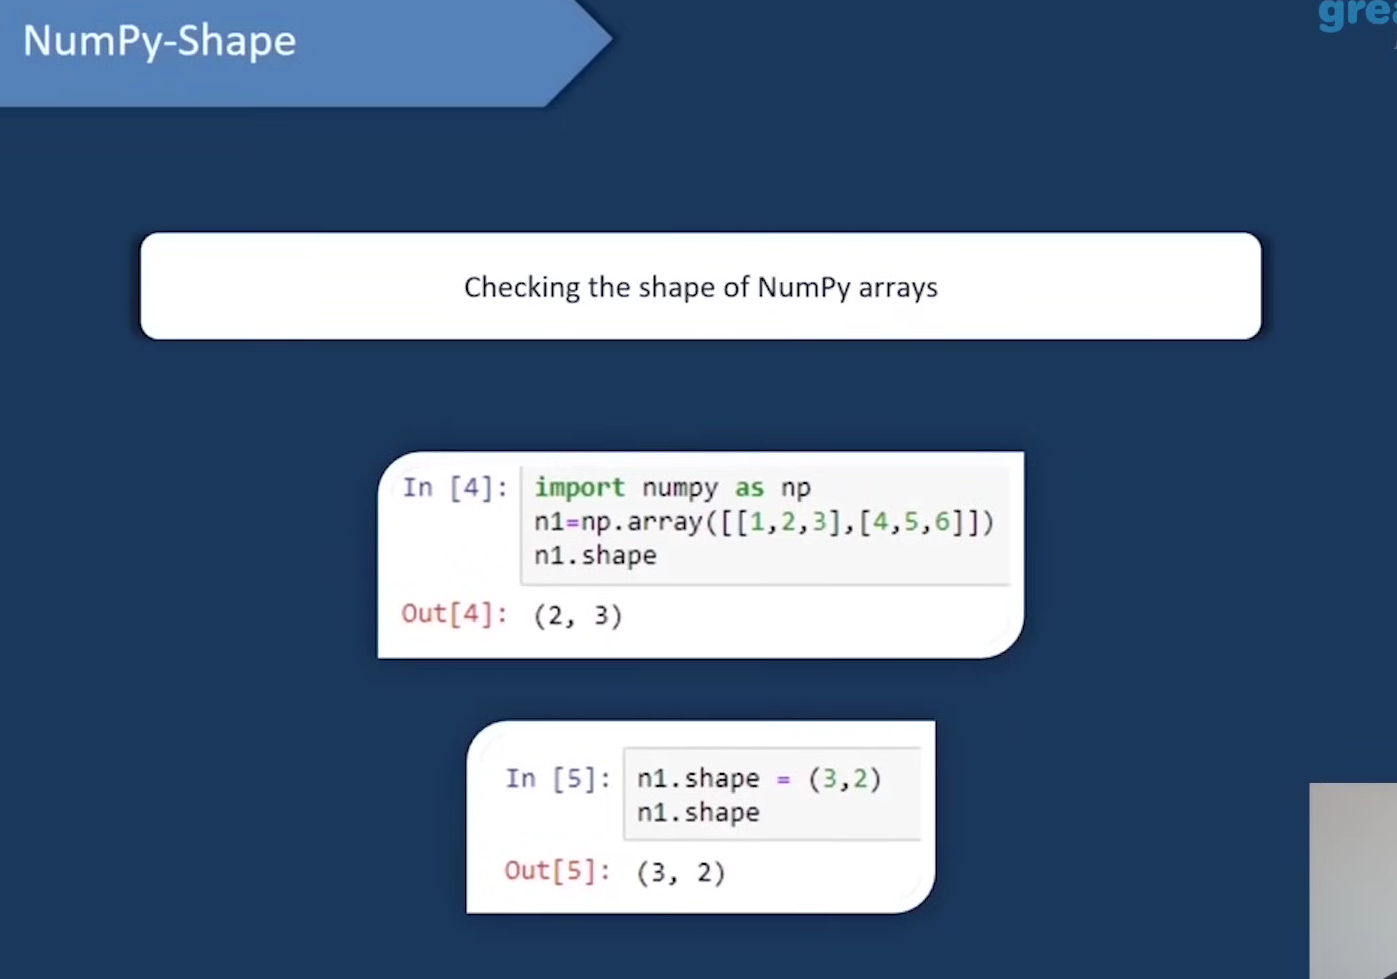 NumPy-Shape
Checking the shape of NumPy arrays
In [4]: import numpy as np
n1=np.array([[1,2,3],[4,5,6]])
n1.shape
Out[4]: (2, 3)
In [5]: n1.shape = (3,2)
n1.shape
Out[5]: (3, 2)